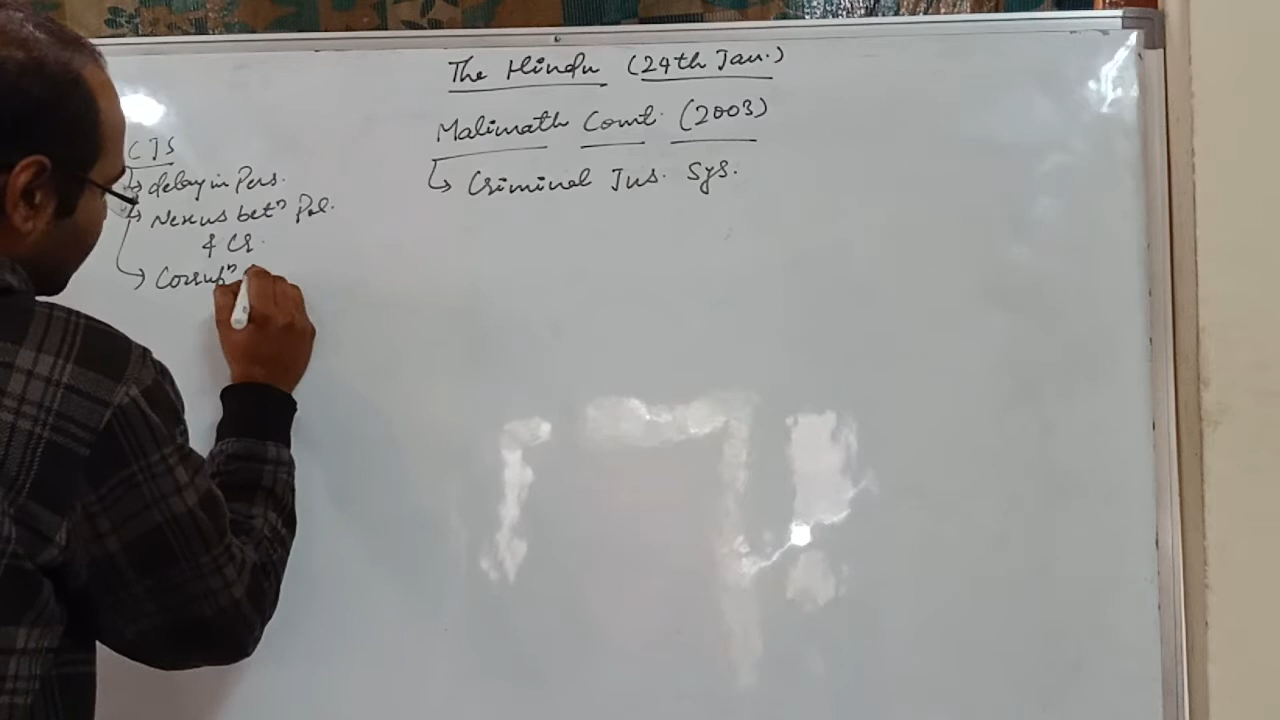 The Hindu (24th Jan.)
Malimath Comt. (2003)
Criminal Jus. Sys.
CJS
delay in Pers.
Nexus betⁿ Pol.
& Cr.
Corrupⁿ